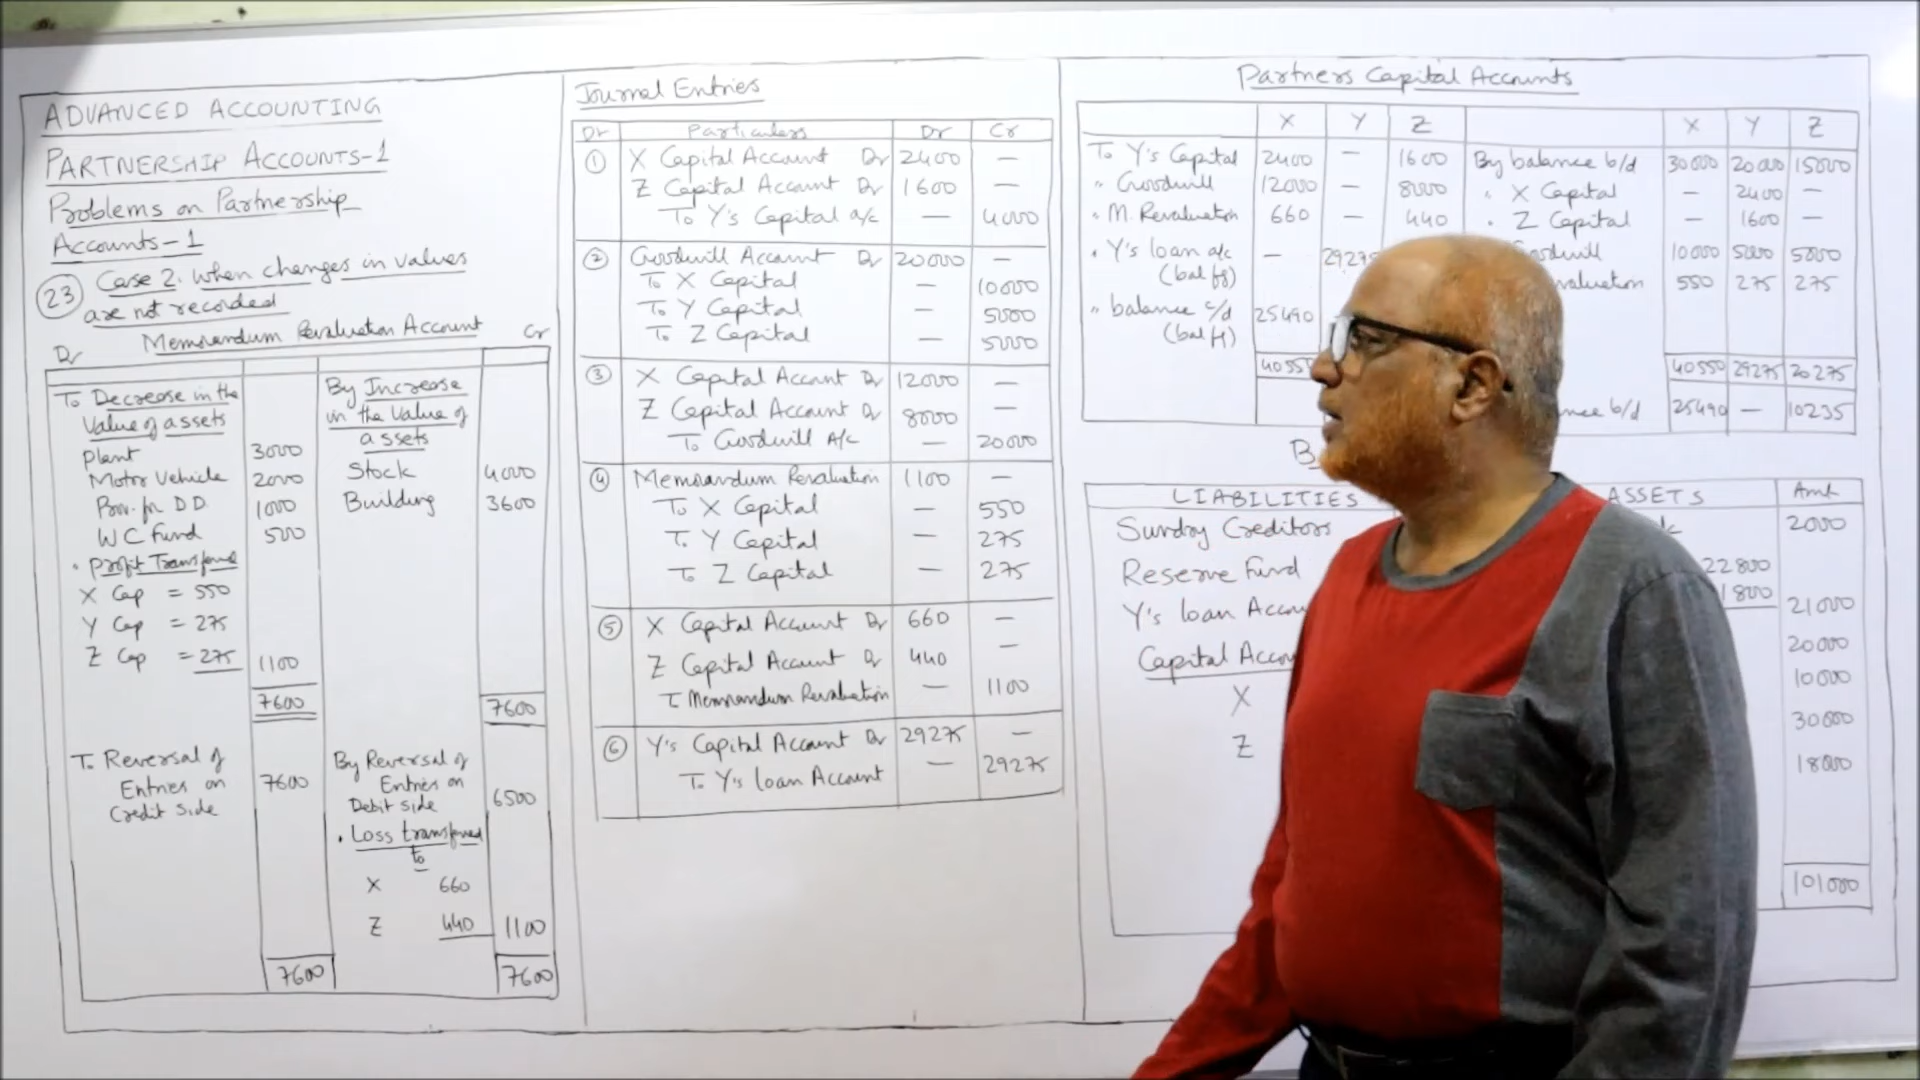 ADVANCED ACCOUNTING
PARTNERSHIP ACCOUNTS-1
Problems on Partnership
Accounts-1
23 Case 2. when changes in values
are not recorded
Memorandum Revaluation Account
Dr Cr
To Decrease in the
Value of assets
Plant 3000
Motor Vehicle 2000
Prov. for D.D. 1000
WC Fund 500
" Profit Transferred
X Cap = 550
Y Cap = 275
Z Cap = 275 1100
7600
To Reversal of
Entries on 7600
Credit Side
7600
By Increase
in the Value of
assets
Stock 4000
Building 3600
7600
By Reversal of
Entries on
Debit side 6500
" Loss transferred
to
X 660
Z 440 1100
7600
Journal Entries
Dr Particulars Dr Cr
1 X Capital Account Dr 2400 —
Z Capital Account Dr 1600 —
To Y's Capital a/c — 4000
2 Goodwill Account Dr 20000 —
To X Capital — 10000
To Y Capital — 5000
To Z Capital — 5000
3 X Capital Account Dr 12000 —
Z Capital Account Dr 8000 —
To Goodwill A/c — 20000
4 Memorandum Revaluation 1100 —
To X Capital — 550
To Y Capital — 275
To Z Capital — 275
5 X Capital Account Dr 660 —
Z Capital Account Dr 440 —
To Memorandum Revaluation — 1100
6 Y's Capital Account Dr 29275 —
To Y's loan Account — 29275
Partners Capital Accounts
X Y Z X Y Z
To Y's Capital 2400 — 1600 By balance b/d 30000 20000 15000
" Goodwill 12000 — 8000 " X Capital — 2400 —
" M. Revaluation 660 — 440 " Z Capital — 1600 —
" Y's loan a/c — 29275 10000 5000 5000
(bal fg) 550 275 275
" balance c/d 25490
(bal f)
40550 40550 29275 20275
b/d 25490 — 10235
LIABILITIES ASSETS Amt
Sundry Creditors 2000
Reserve Fund 22800
Y's loan 1800 21000
Capital 20000
X 10000
Z 30000
18000
101000